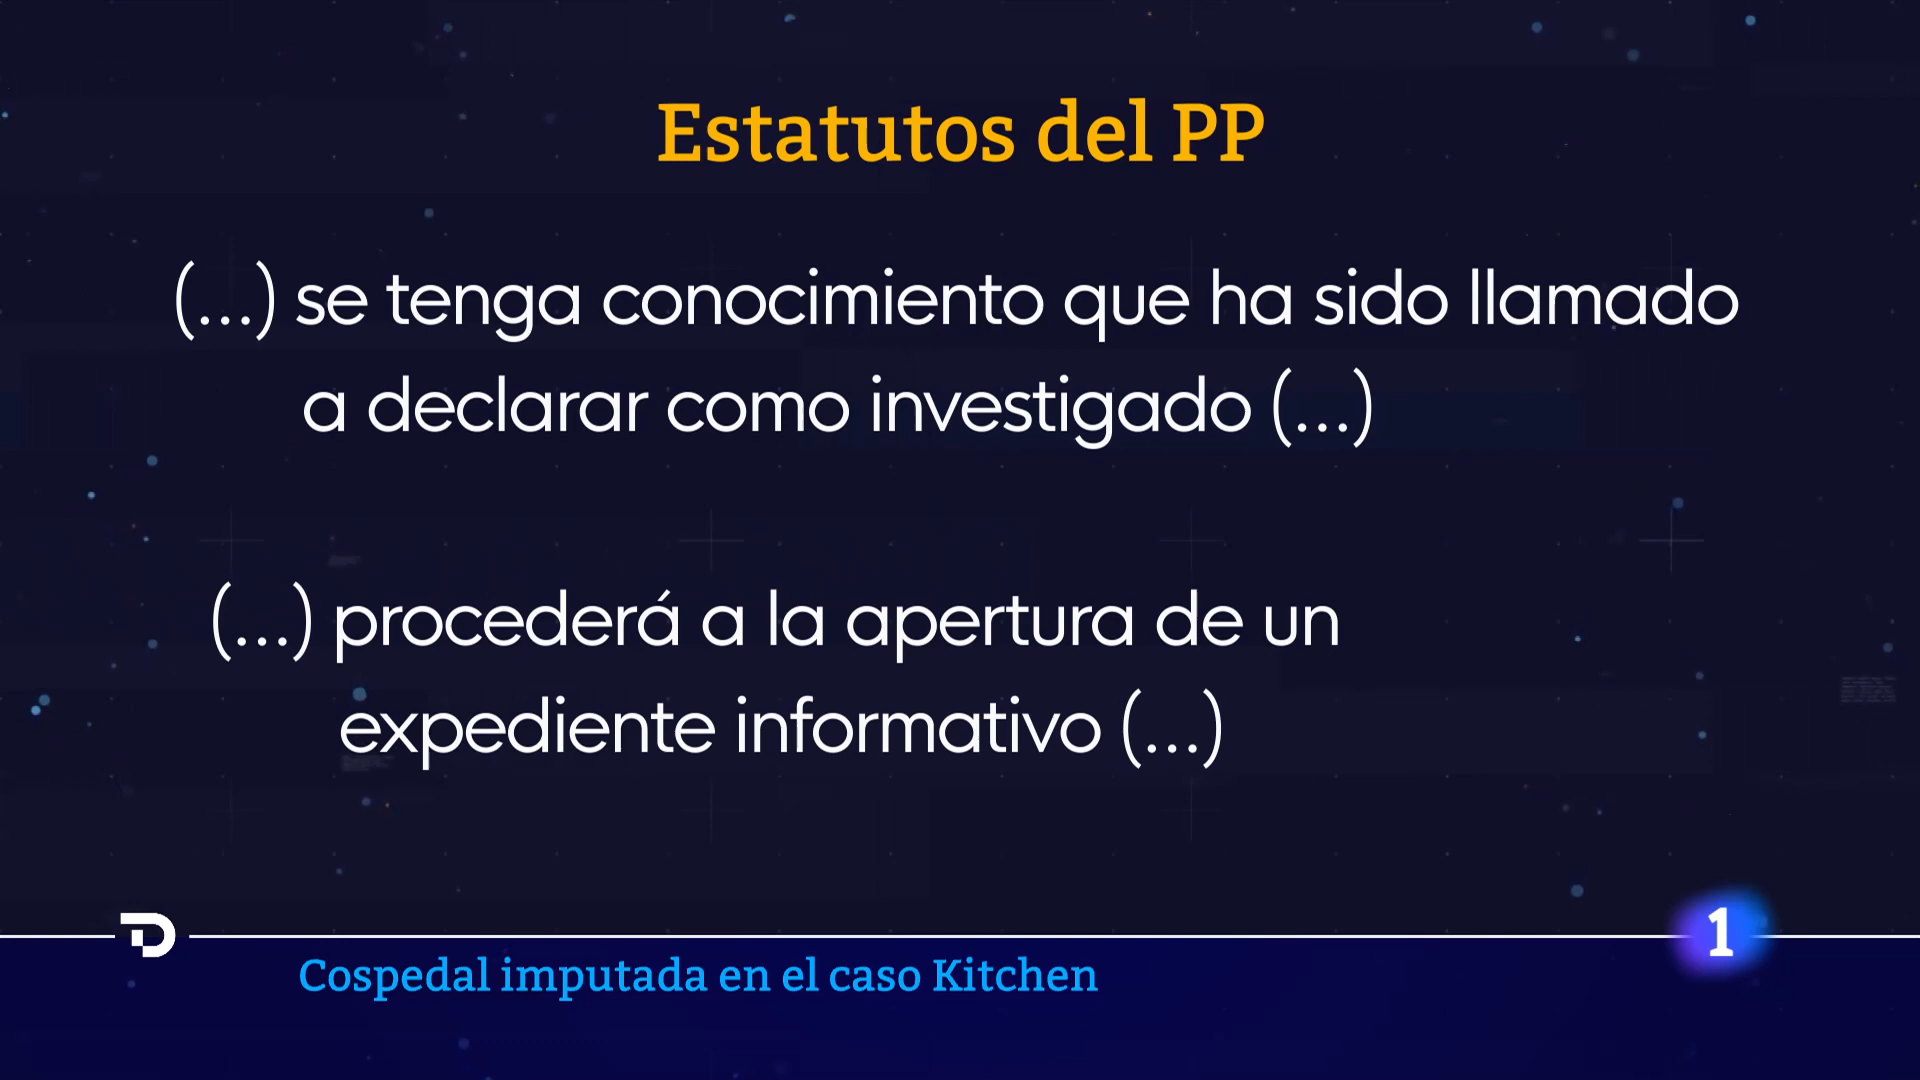 Estatutos del PP
(...) se tenga conocimiento que ha sido llamado
a declarar como investigado (...)
(...) procederá a la apertura de un
expediente informativo (...)
1
Cospedal imputada en el caso Kitchen